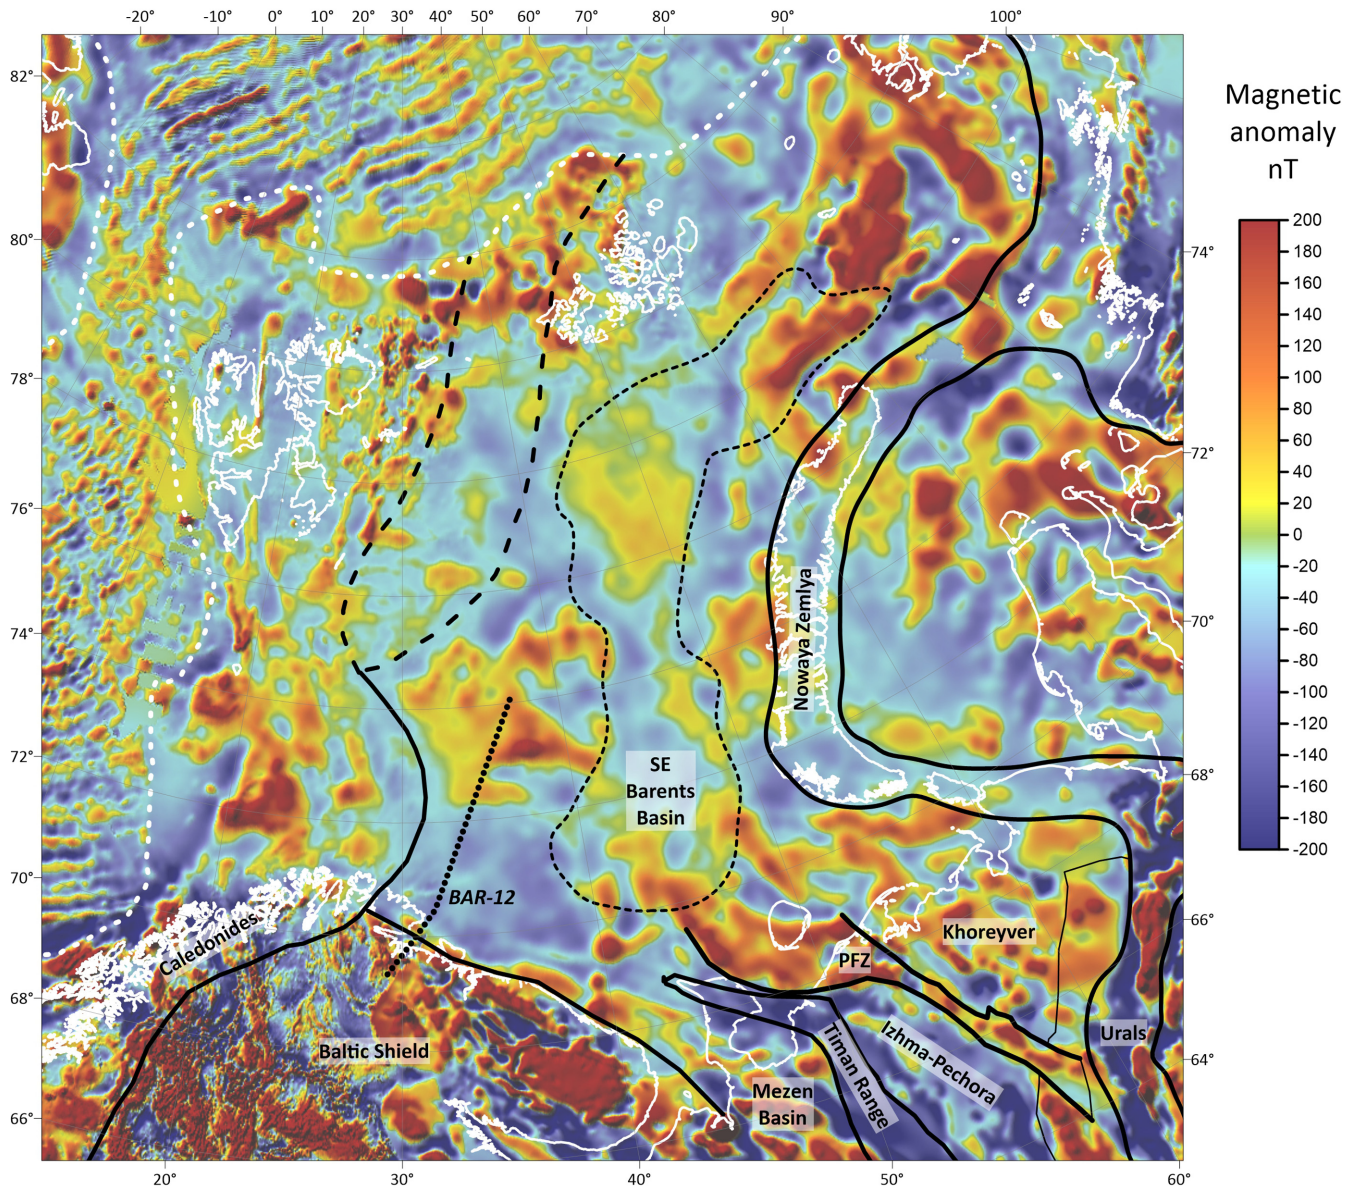 -20° -10° 0° 10° 20° 30° 40° 50° 60° 70° 80° 90° 100°
82°
80°
78°
76°
74°
72°
70°
68°
66°
74°
72°
70°
68°
66°
64°
20° 30° 40° 50° 60°
Nowaya Zemlya
SE
Barents
Basin
BAR-12
Caledonides
Khoreyver
PFZ
Baltic Shield
Urals
Izhma-Pechora
Timan Range
Mezen
Basin
Magnetic
anomaly
nT
200
180
160
140
120
100
80
60
40
20
0
-20
-40
-60
-80
-100
-120
-140
-160
-180
-200